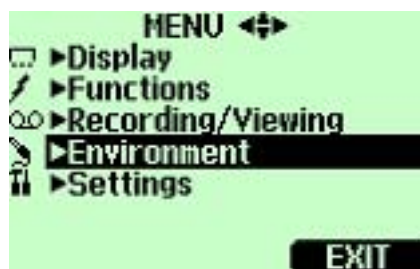 MENU
Display
Functions
Recording/Viewing
Environment
Settings
EXIT